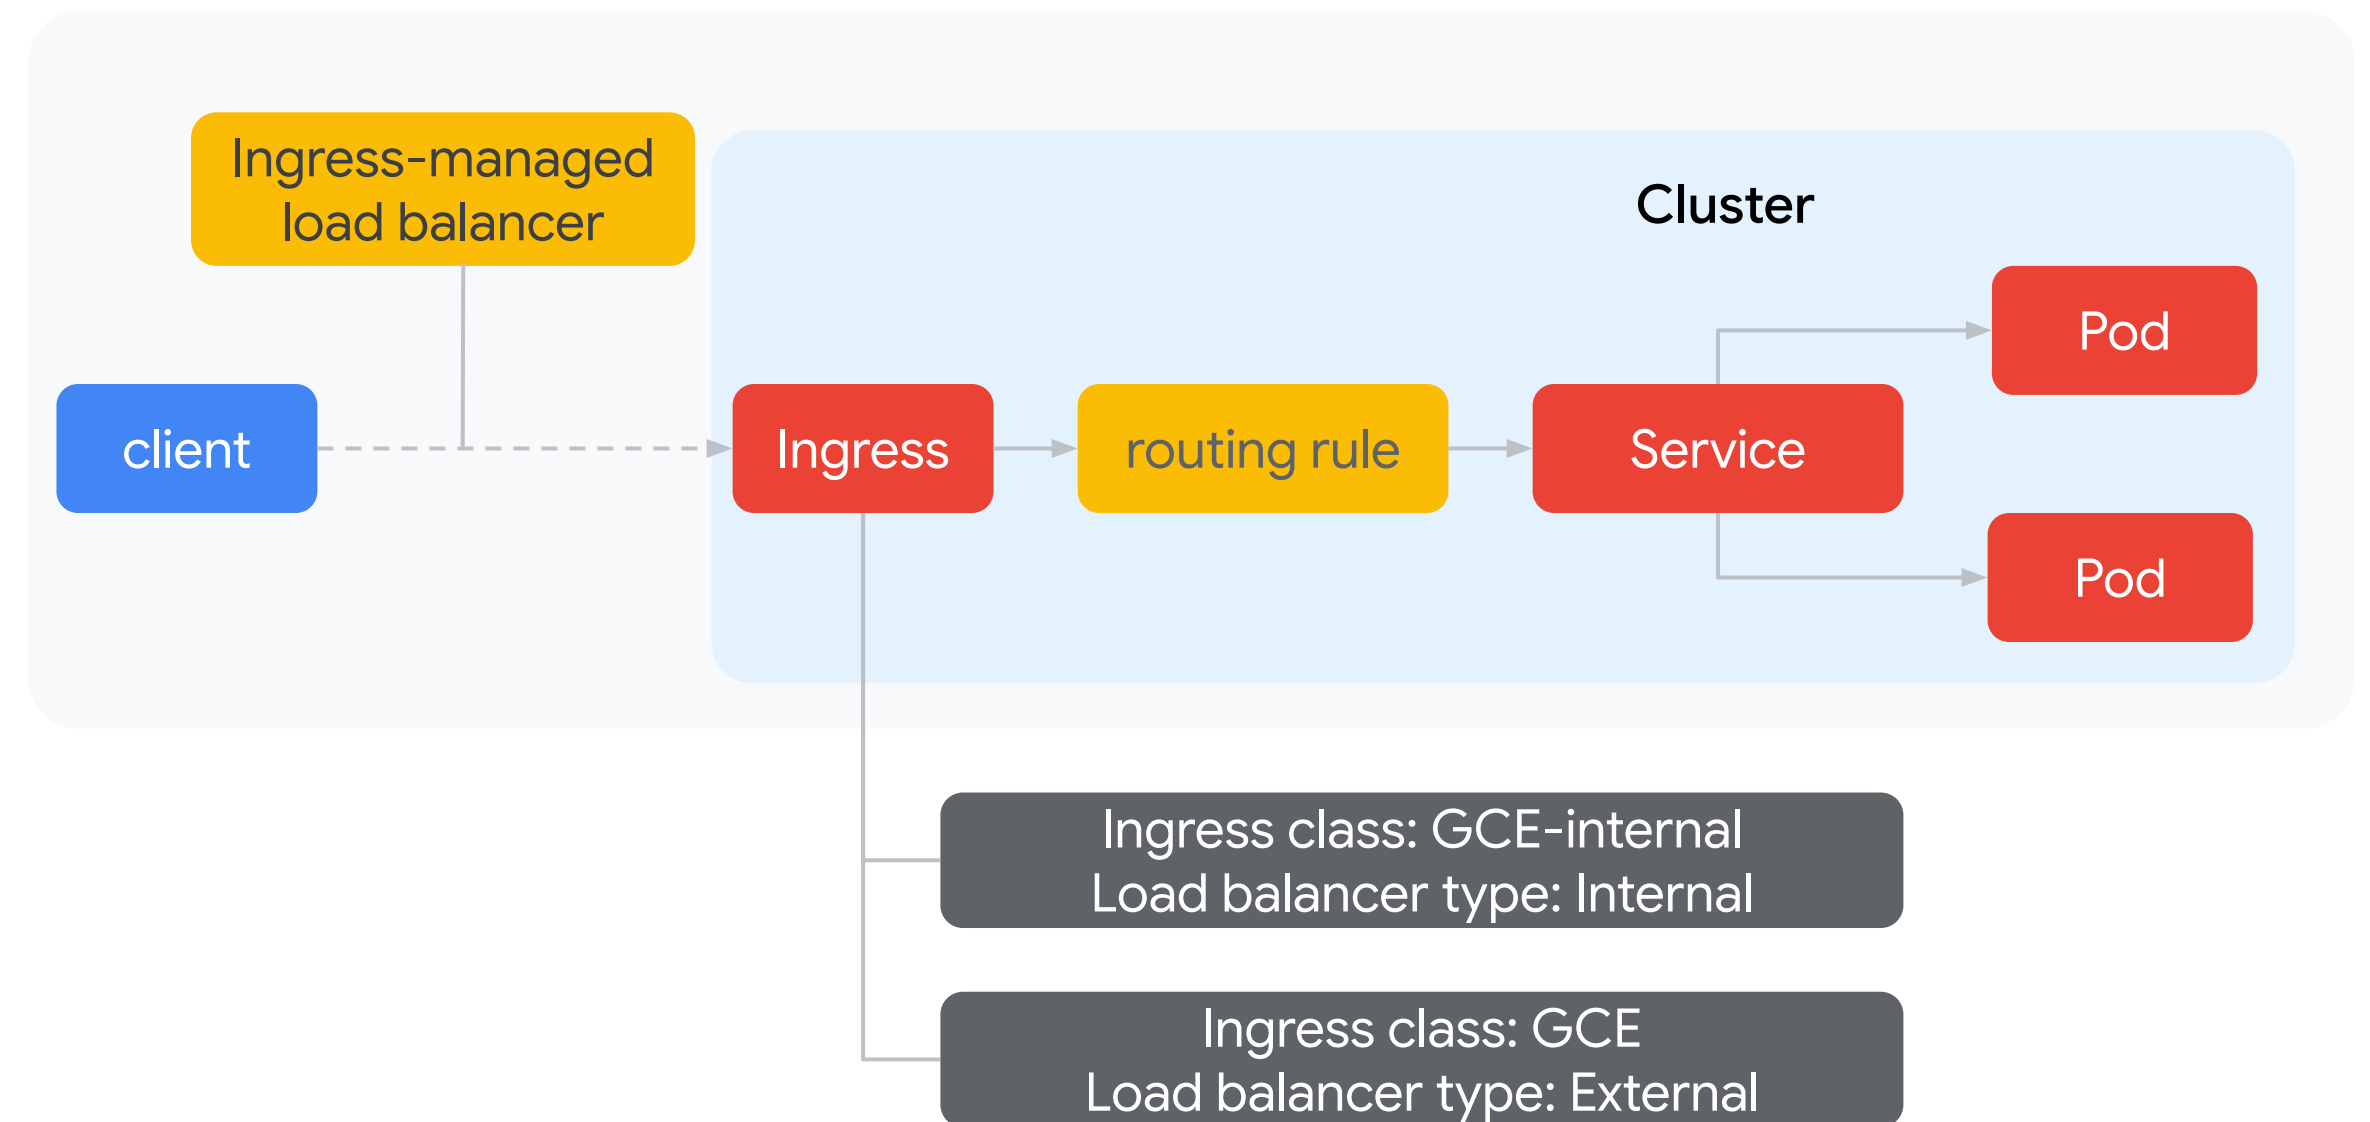 Ingress-managed
load balancer
Cluster
Pod
client
Ingress
routing rule
Service
Pod
Ingress class: GCE-internal
Load balancer type: Internal
Ingress class: GCE
Load balancer type: External